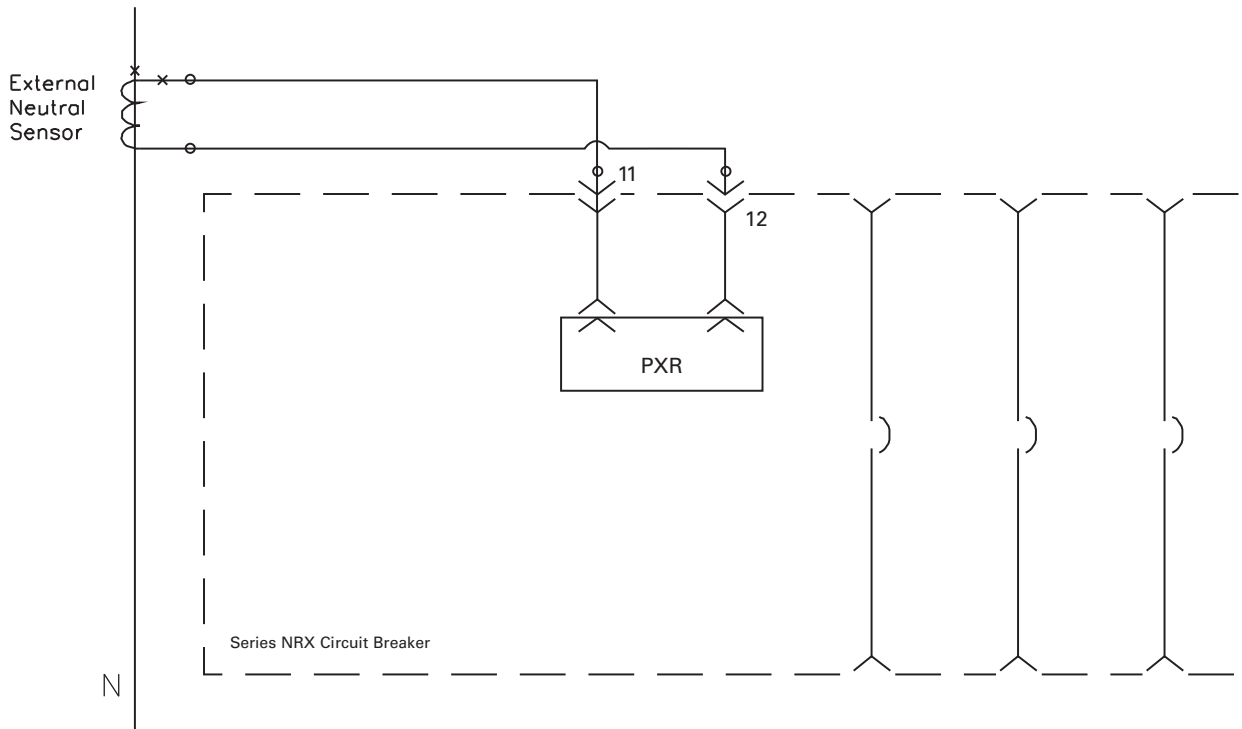 External
Neutral
Sensor
11
12
PXR
Series NRX Circuit Breaker
N